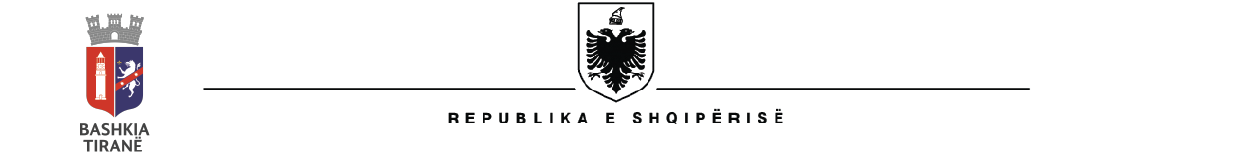 BASHKIA
TIRANË
REPUBLIKA E SHQIPËRISË